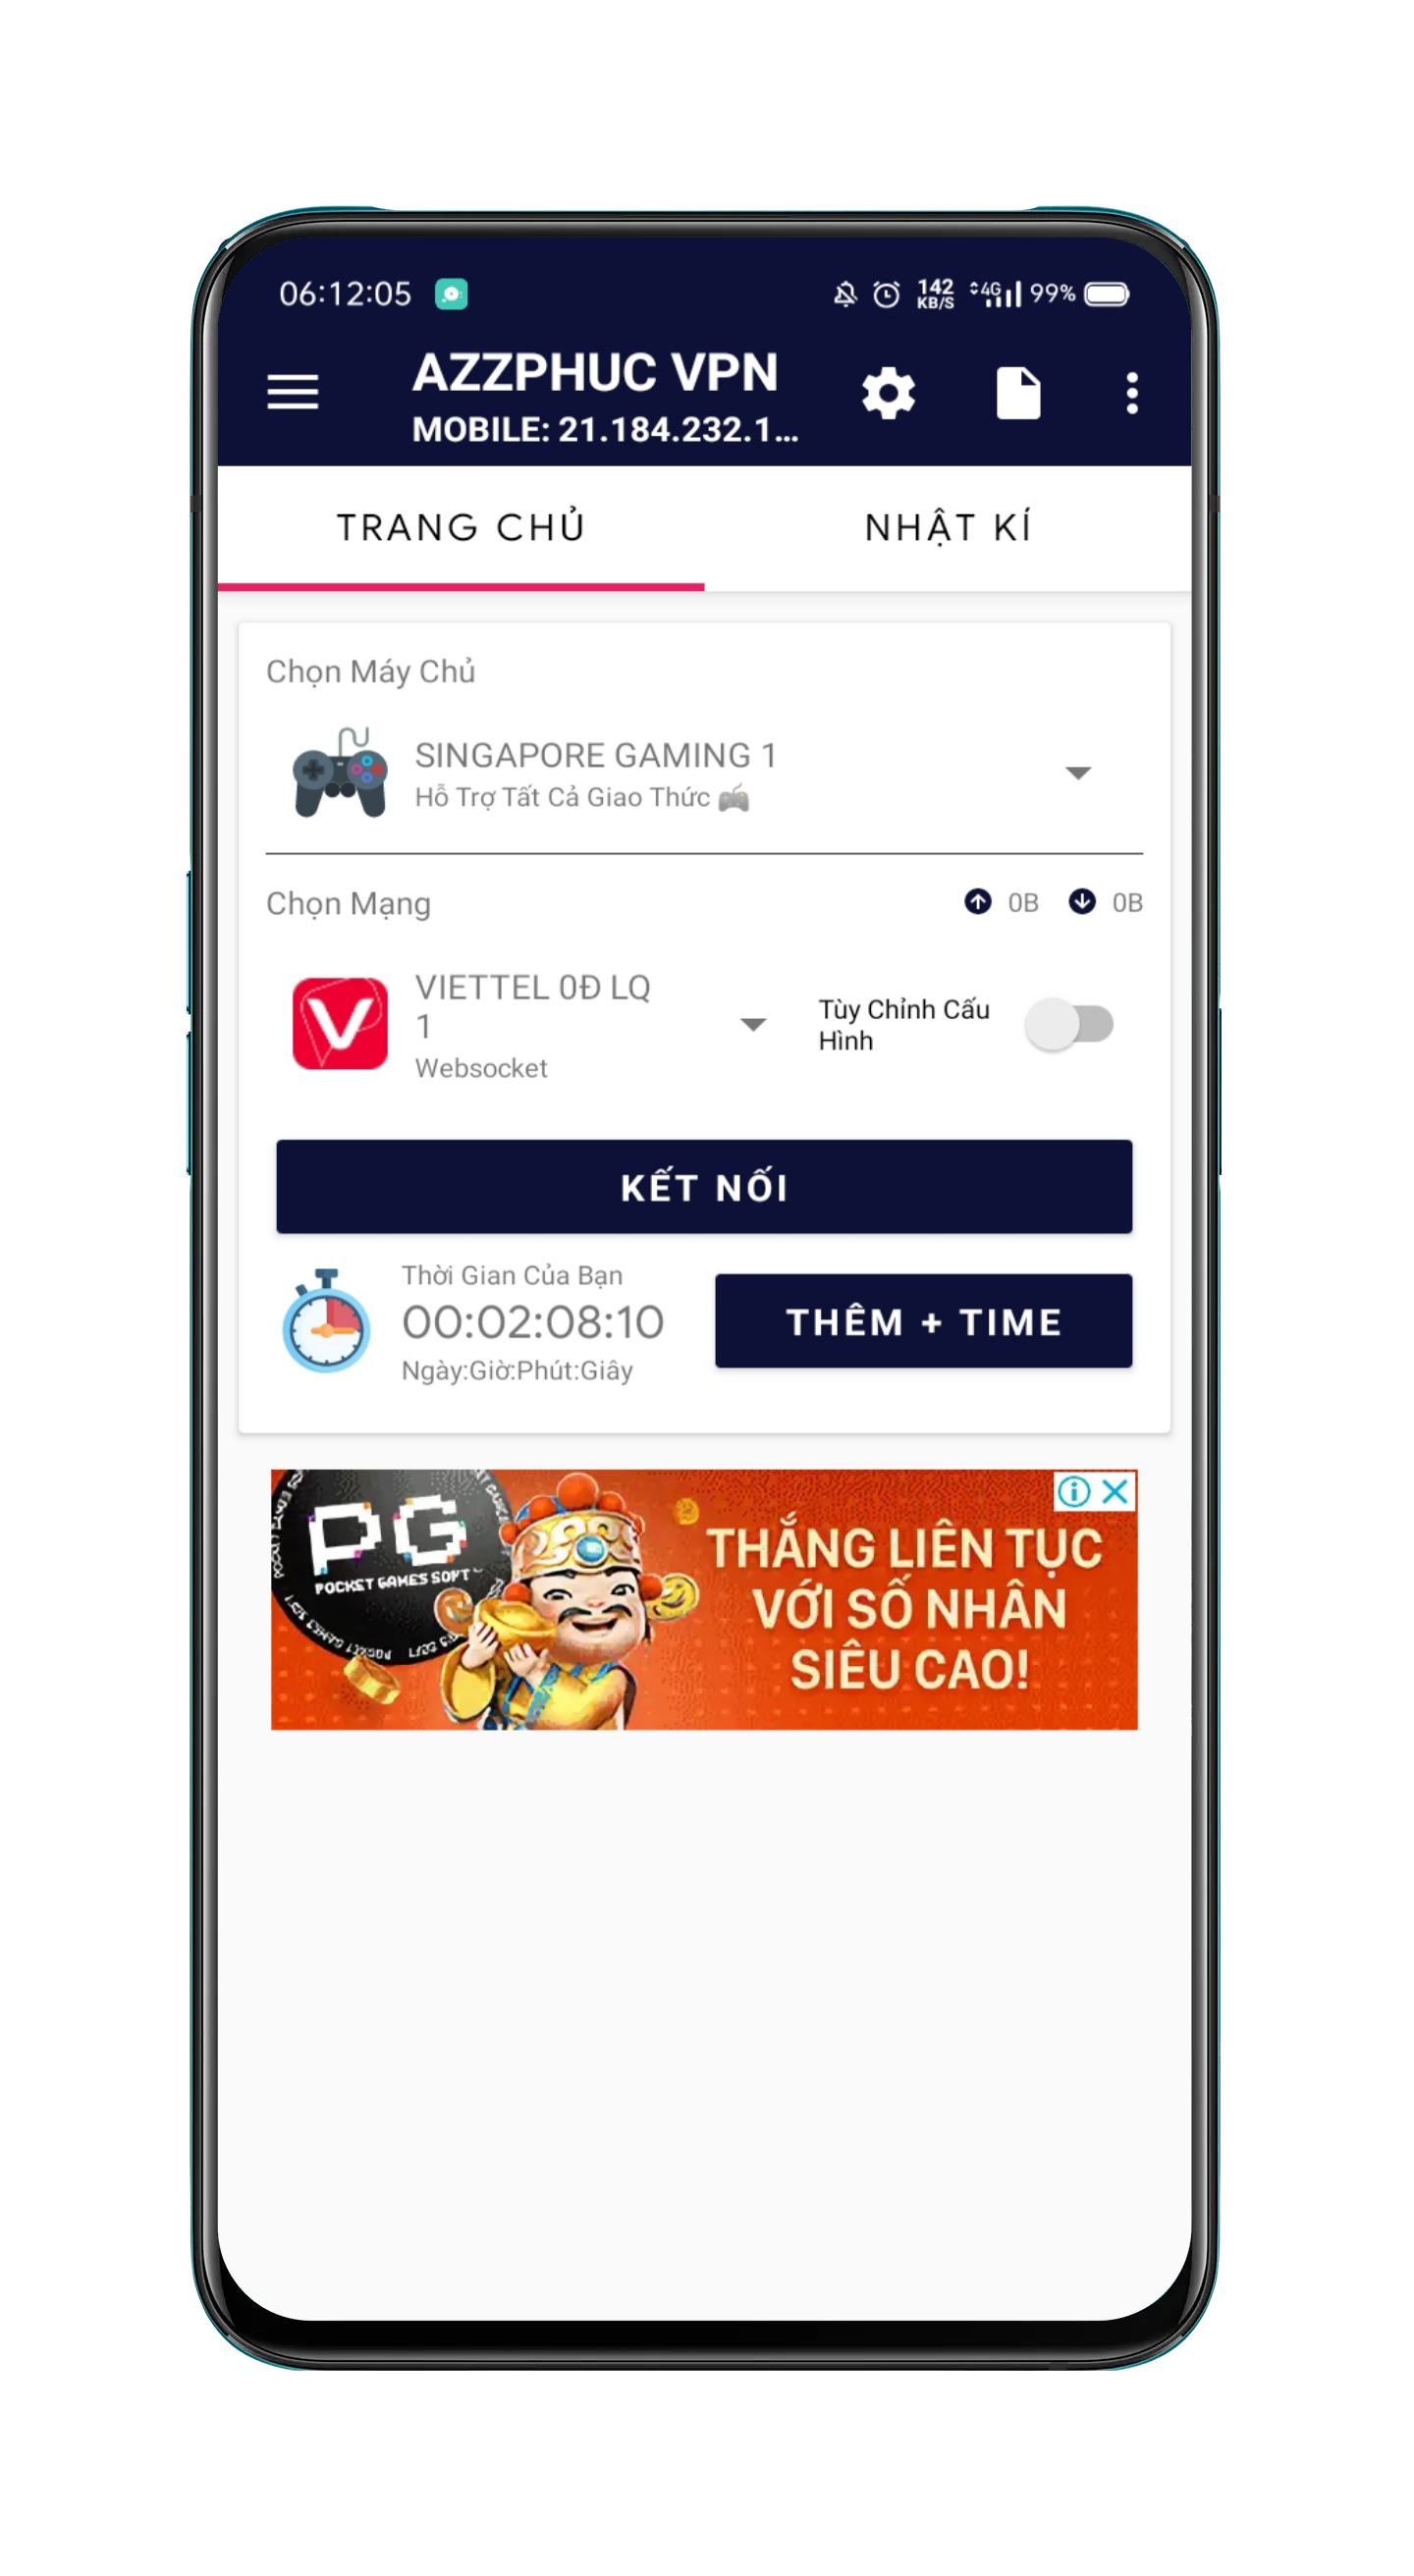 06:12:05
142
KB/S
4G
99%
AZZPHUC VPN
MOBILE: 21.184.232.1...
TRANG CHỦ
NHẬT KÍ
Chọn Máy Chủ
SINGAPORE GAMING 1
Hỗ Trợ Tất Cả Giao Thức 🎮
Chọn Mạng
0B
0B
VIETTEL 0Đ LQ
1
Websocket
Tùy Chỉnh Cấu
Hình
KẾT NỐI
Thời Gian Của Bạn
00:02:08:10
Ngày:Giờ:Phút:Giây
THÊM + TIME
PG
POCKET GAMES SOFT
THẮNG LIÊN TỤC
VỚI SỐ NHÂN
SIÊU CAO!